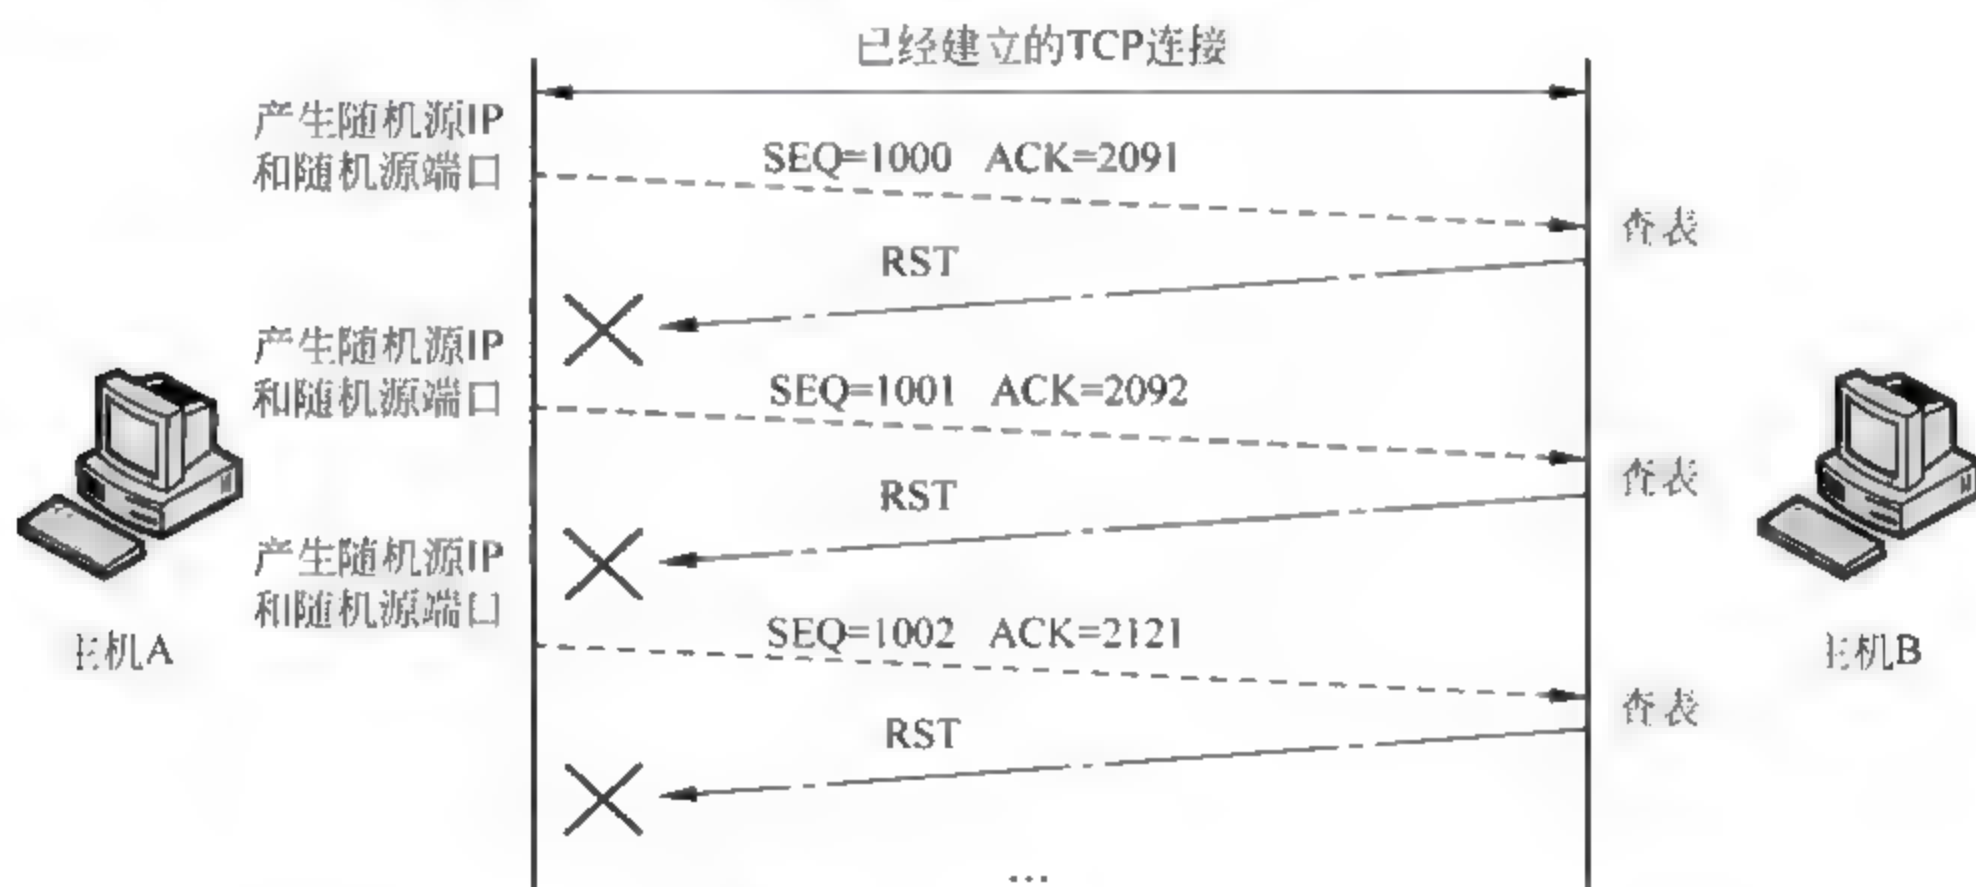 已经建立的TCP连接
产生随机源IP
和随机源端口
SEQ=1000 ACK=2091
查表
RST
产生随机源IP
和随机源端口
SEQ=1001 ACK=2092
查表
RST
产生随机源IP
和随机源端口
SEQ=1002 ACK=2121
主机A
主机B
查表
RST
…